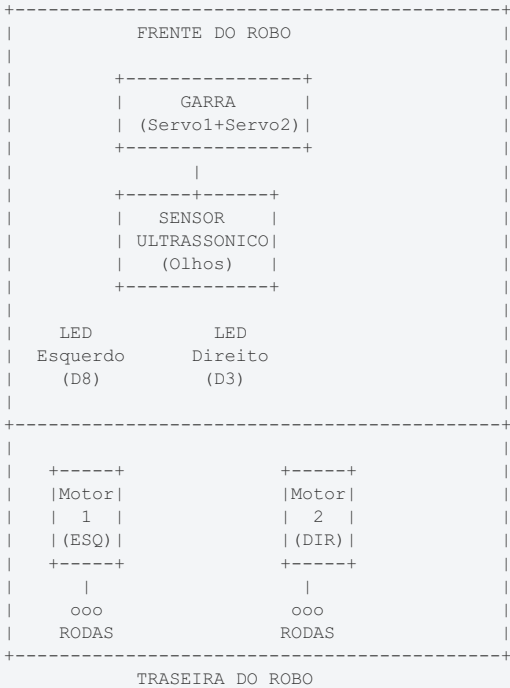 FRENTE DO ROBO
GARRA
(Servo1+Servo2)
SENSOR
ULTRASSONICO
(Olhos)
LED LED
Esquerdo Direito
(D8) (D3)
Motor Motor
1 2
(ESQ) (DIR)
ooo ooo
RODAS RODAS
TRASEIRA DO ROBO